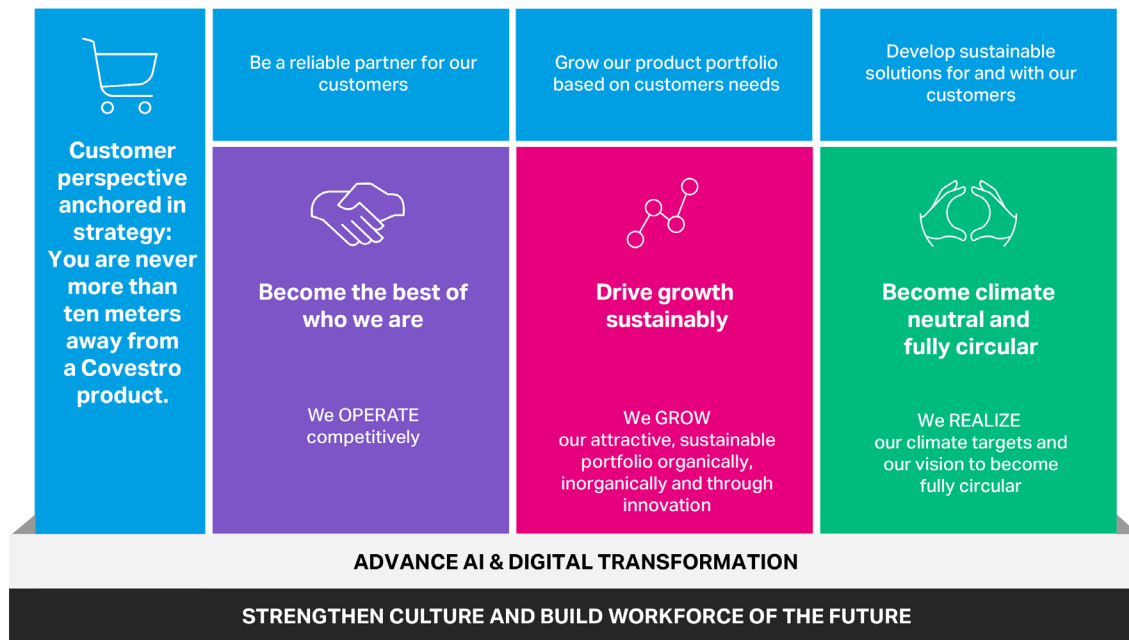 Customer
perspective
anchored in
strategy:
You are never
more than
ten meters
away from
a Covestro
product.
Be a reliable partner for our
customers
Grow our product portfolio
based on customers needs
Develop sustainable
solutions for and with our
customers
Become the best of
who we are
We OPERATE
competitively
Drive growth
sustainably
We GROW
our attractive, sustainable
portfolio organically,
inorganically and through
innovation
Become climate
neutral and
fully circular
We REALIZE
our climate targets and
our vision to become
fully circular
ADVANCE AI & DIGITAL TRANSFORMATION
STRENGTHEN CULTURE AND BUILD WORKFORCE OF THE FUTURE